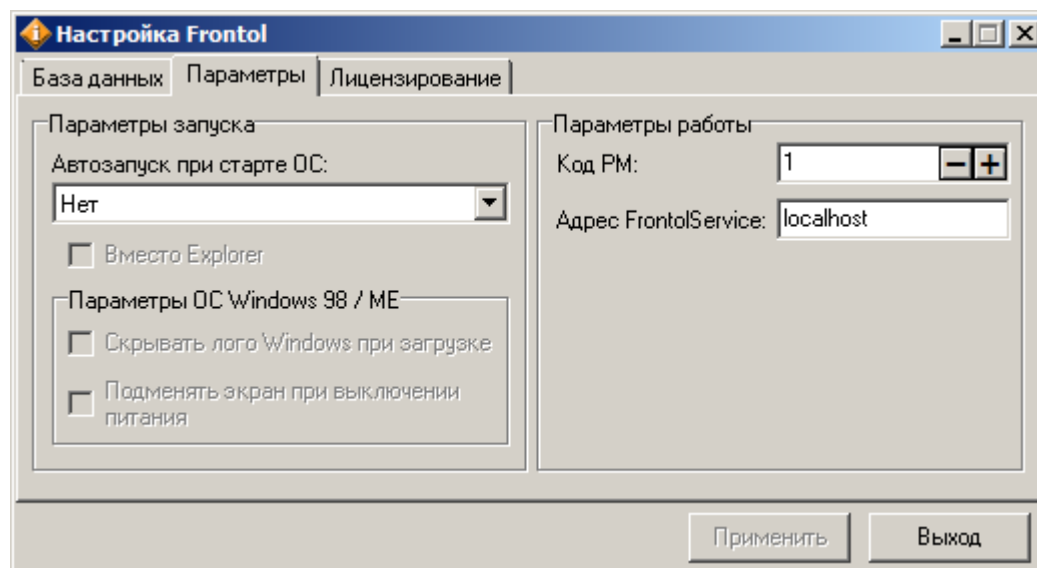 Настройка Frontol
База данных Параметры Лицензирование
Параметры запуска
Автозапуск при старте ОС:
Нет
Вместо Explorer
Параметры ОС Windows 98 / ME
Скрывать лого Windows при загрузке
Подменять экран при выключении
питания
Параметры работы
Код РМ: 1
Адрес FrontolService: localhost
Применить Выход